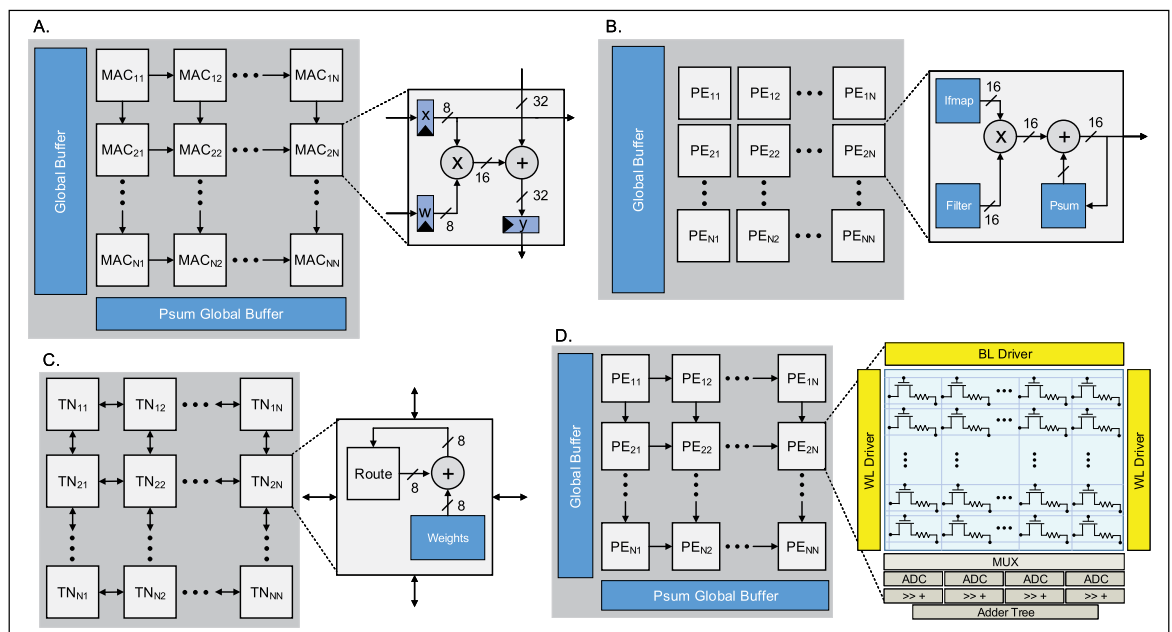 A.
Global Buffer
MAC11 MAC12 ••• MAC1N
MAC21 MAC22 ••• MAC2N
MACN1 MACN2 ••• MACNN
Psum Global Buffer
x 8 32
X 16 +
w 8 32
y
B.
Global Buffer
PE11 PE12 ••• PE1N
PE21 PE22 ••• PE2N
PEN1 PEN2 ••• PENN
Ifmap 16
X 16 + 16
Filter 16 Psum
C.
TN11 TN12 ••• TN1N
TN21 TN22 ••• TN2N
TNN1 TNN2 ••• TNNN
8
Route 8 +
8
Weights
D.
Global Buffer
PE11 PE12 ••• PE1N
PE21 PE22 ••• PE2N
PEN1 PEN2 ••• PENN
Psum Global Buffer
BL Driver
WL Driver
WL Driver
MUX
ADC ADC ADC ADC
>> + >> + >> + >> +
Adder Tree